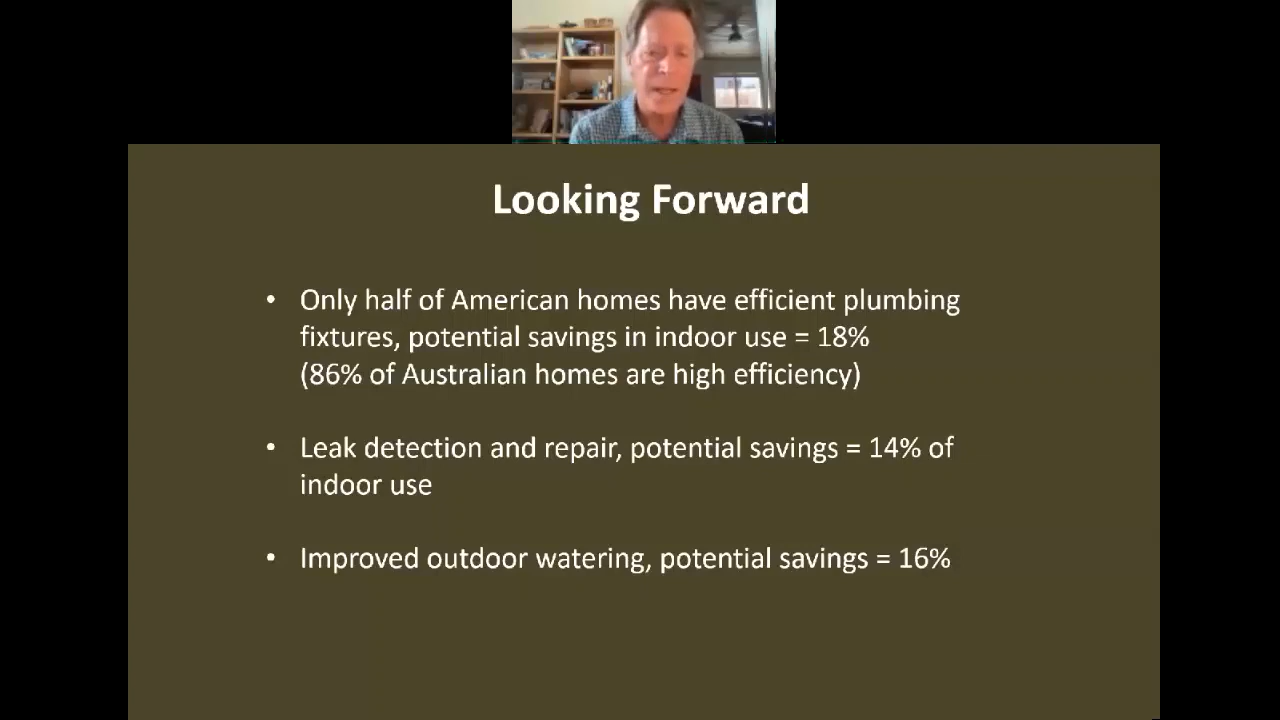 Looking Forward
• Only half of American homes have efficient plumbing
fixtures, potential savings in indoor use = 18%
(86% of Australian homes are high efficiency)
• Leak detection and repair, potential savings = 14% of
indoor use
• Improved outdoor watering, potential savings = 16%